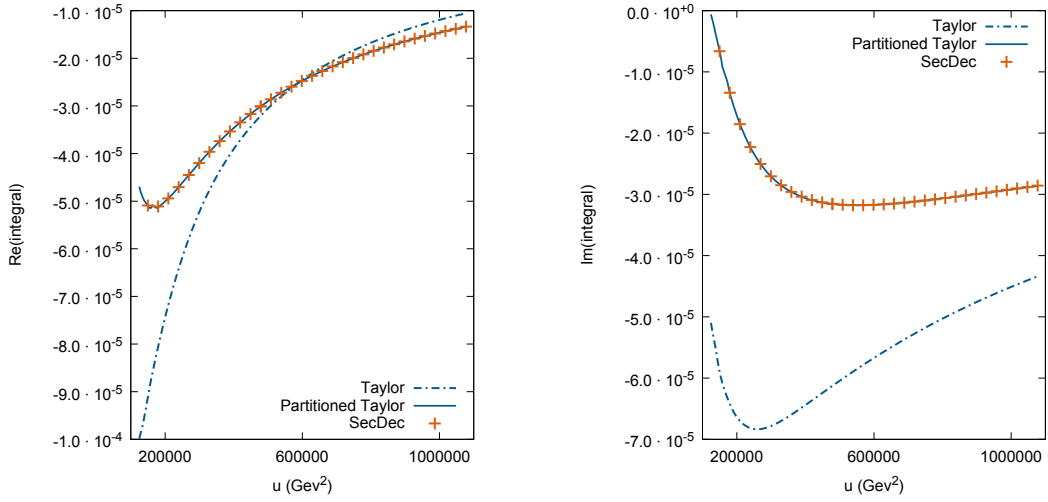 -1.0 · 10^-5
-2.0 · 10^-5
-3.0 · 10^-5
-4.0 · 10^-5
-5.0 · 10^-5
-6.0 · 10^-5
-7.0 · 10^-5
-8.0 · 10^-5
-9.0 · 10^-5
-1.0 · 10^-4
Re(integral)
Taylor
Partitioned Taylor
SecDec
200000 600000 1000000
u (Gev^2)
0.0 · 10^+0
-1.0 · 10^-5
-2.0 · 10^-5
-3.0 · 10^-5
-4.0 · 10^-5
-5.0 · 10^-5
-6.0 · 10^-5
-7.0 · 10^-5
Im(integral)
Taylor
Partitioned Taylor
SecDec
200000 600000 1000000
u (Gev^2)